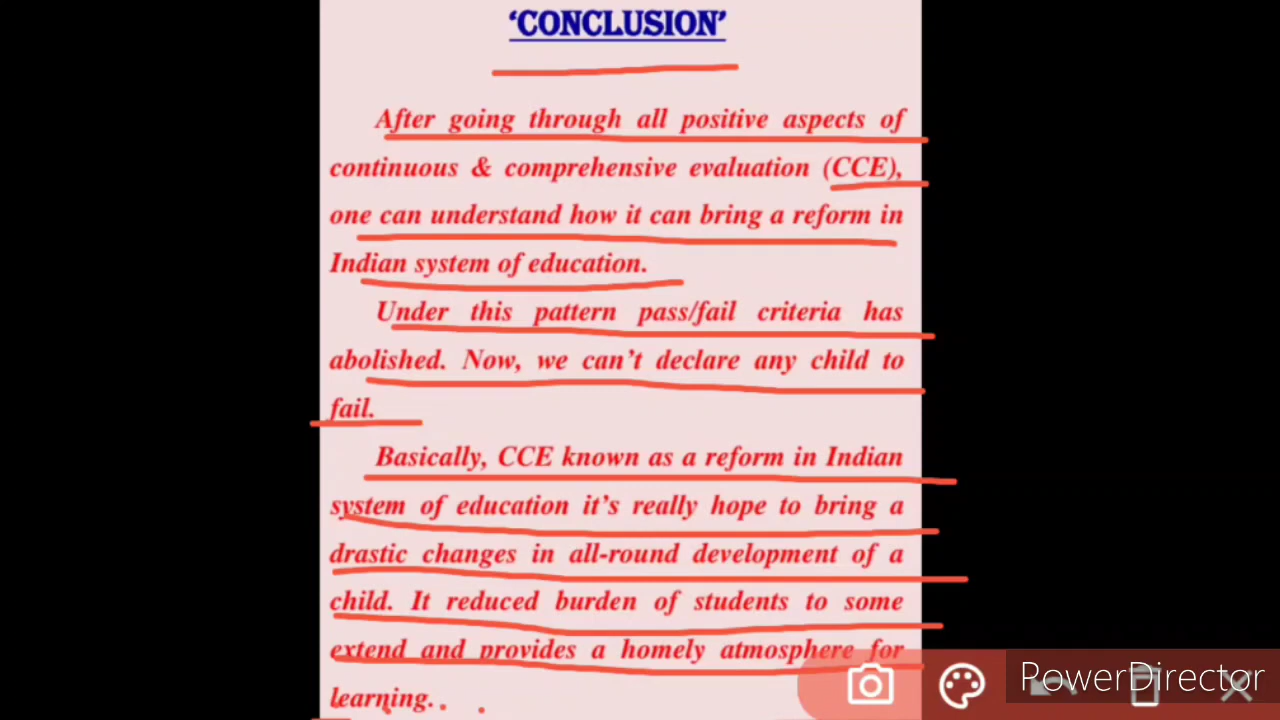 ‘CONCLUSION’
After going through all positive aspects of
continuous & comprehensive evaluation (CCE),
one can understand how it can bring a reform in
Indian system of education.
Under this pattern pass/fail criteria has
abolished. Now, we can’t declare any child to
fail.
Basically, CCE known as a reform in Indian
system of education it’s really hope to bring a
drastic changes in all-round development of a
child. It reduced burden of students to some
extend and provides a homely atmosphere for
learning.
PowerDirector